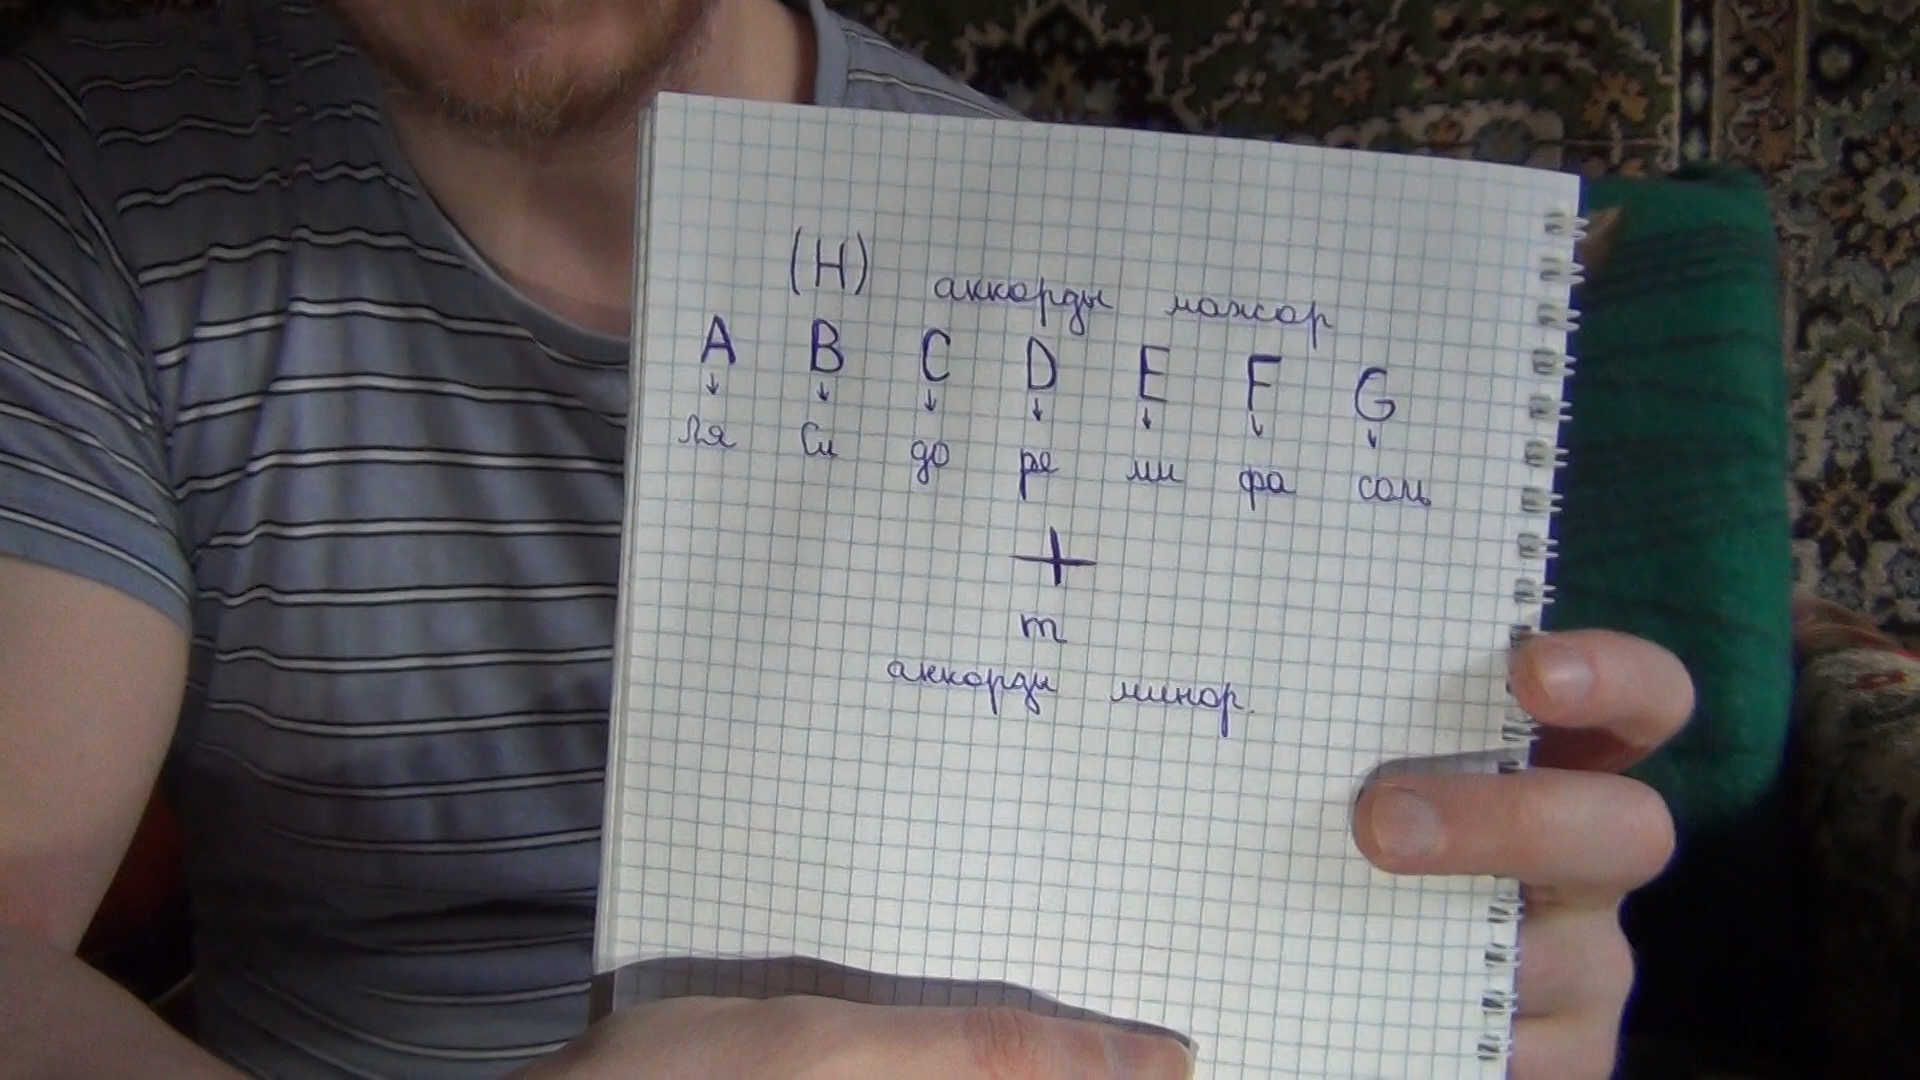 (H) аккорды мажор
A B C D E F G
↓ ↓ ↓ ↓ ↓ ↓ ↓
Ля Си до ре ми фа соль
+
m
аккорды минор.